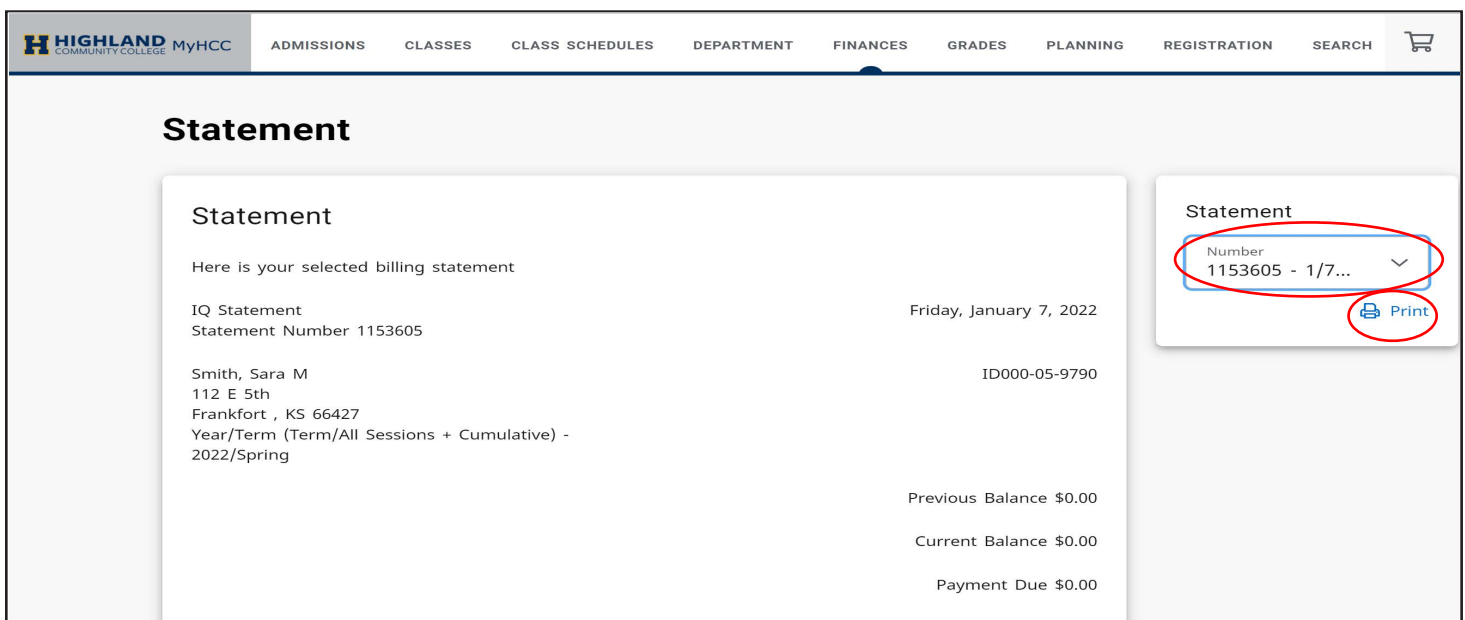 HIGHLAND
COMMUNITY COLLEGE
MyHCC
ADMISSIONS CLASSES CLASS SCHEDULES DEPARTMENT FINANCES GRADES PLANNING REGISTRATION SEARCH
Statement
Statement
Here is your selected billing statement
IQ Statement
Friday, January 7, 2022
Statement Number 1153605
Smith, Sara M
ID000-05-9790
112 E 5th
Frankfort , KS 66427
Year/Term (Term/All Sessions + Cumulative) -
2022/Spring
Previous Balance $0.00
Current Balance $0.00
Payment Due $0.00
Statement
Number
1153605 - 1/7...
Print